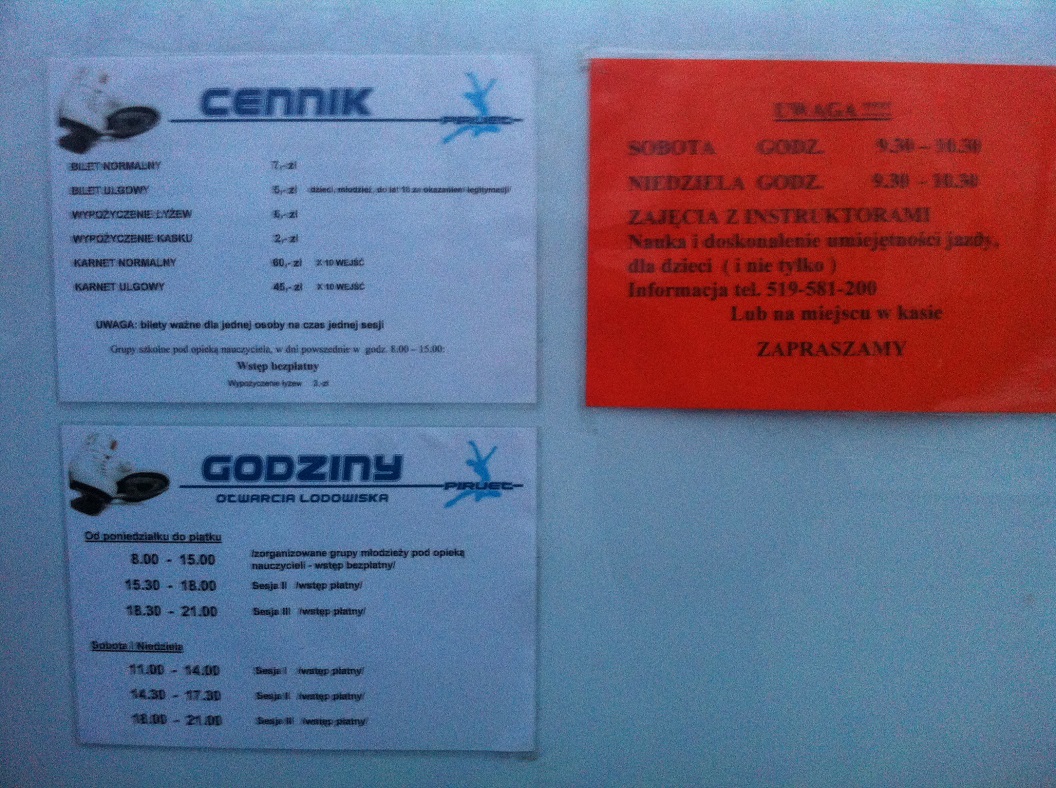 CENNIK
PIRUET
BILET NORMALNY 7,-zł
BILET ULGOWY 5,-zł /dzieci, młodzież, do lat 18 za okazaniem legitymacji/
WYPOŻYCZENIE ŁYŻEW 6,-zł
WYPOŻYCZENIE KASKU 2,-zł
KARNET NORMALNY 60,-zł X 10 WEJŚĆ
KARNET ULGOWY 45,-zł X 10 WEJŚĆ
UWAGA: bilety ważne dla jednej osoby na czas jednej sesji
Grupy szkolne pod opieką nauczyciela, w dni powszednie w godz. 8:00 – 15:00:
Wstęp bezpłatny
Wypożyczenie łyżew 3,-zł
GODZINY
PIRUET
OTWARCIA LODOWISKA
Od poniedziałku do piątku
8.00 - 15.00 /zorganizowane grupy młodzieży pod opieką
nauczycieli - wstęp bezpłatny/
15.30 - 18.00 Sesja II /wstęp płatny/
18.30 - 21.00 Sesja III /wstęp płatny/
Sobota i Niedziela
11.00 - 14.00 Sesja I /wstęp płatny/
14.30 - 17.30 Sesja II /wstęp płatny/
18.00 - 21.00 Sesja III /wstęp płatny/
UWAGA !!!!
SOBOTA GODZ. 9.30 – 10.30
NIEDZIELA GODZ. 9.30 – 10.30
ZAJĘCIA Z INSTRUKTORAMI
Nauka i doskonalenie umiejętności jazdy,
dla dzieci ( i nie tylko )
Informacja tel. 519-581-200
Lub na miejscu w kasie
ZAPRASZAMY